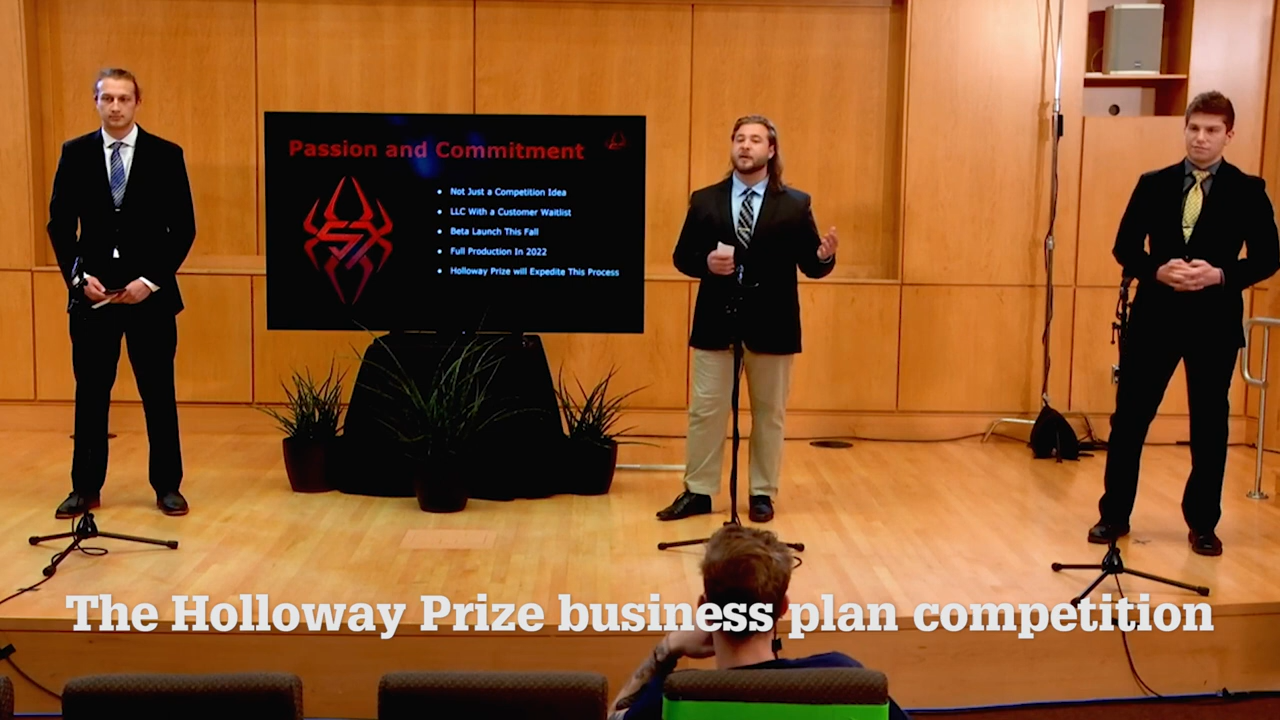 Passion and Commitment
• Not Just a Competition Idea
• LLC With a Customer Waitlist
• Beta Launch This Fall
• Full Production In 2022
• Holloway Prize will Expedite This Process
The Holloway Prize business plan competition